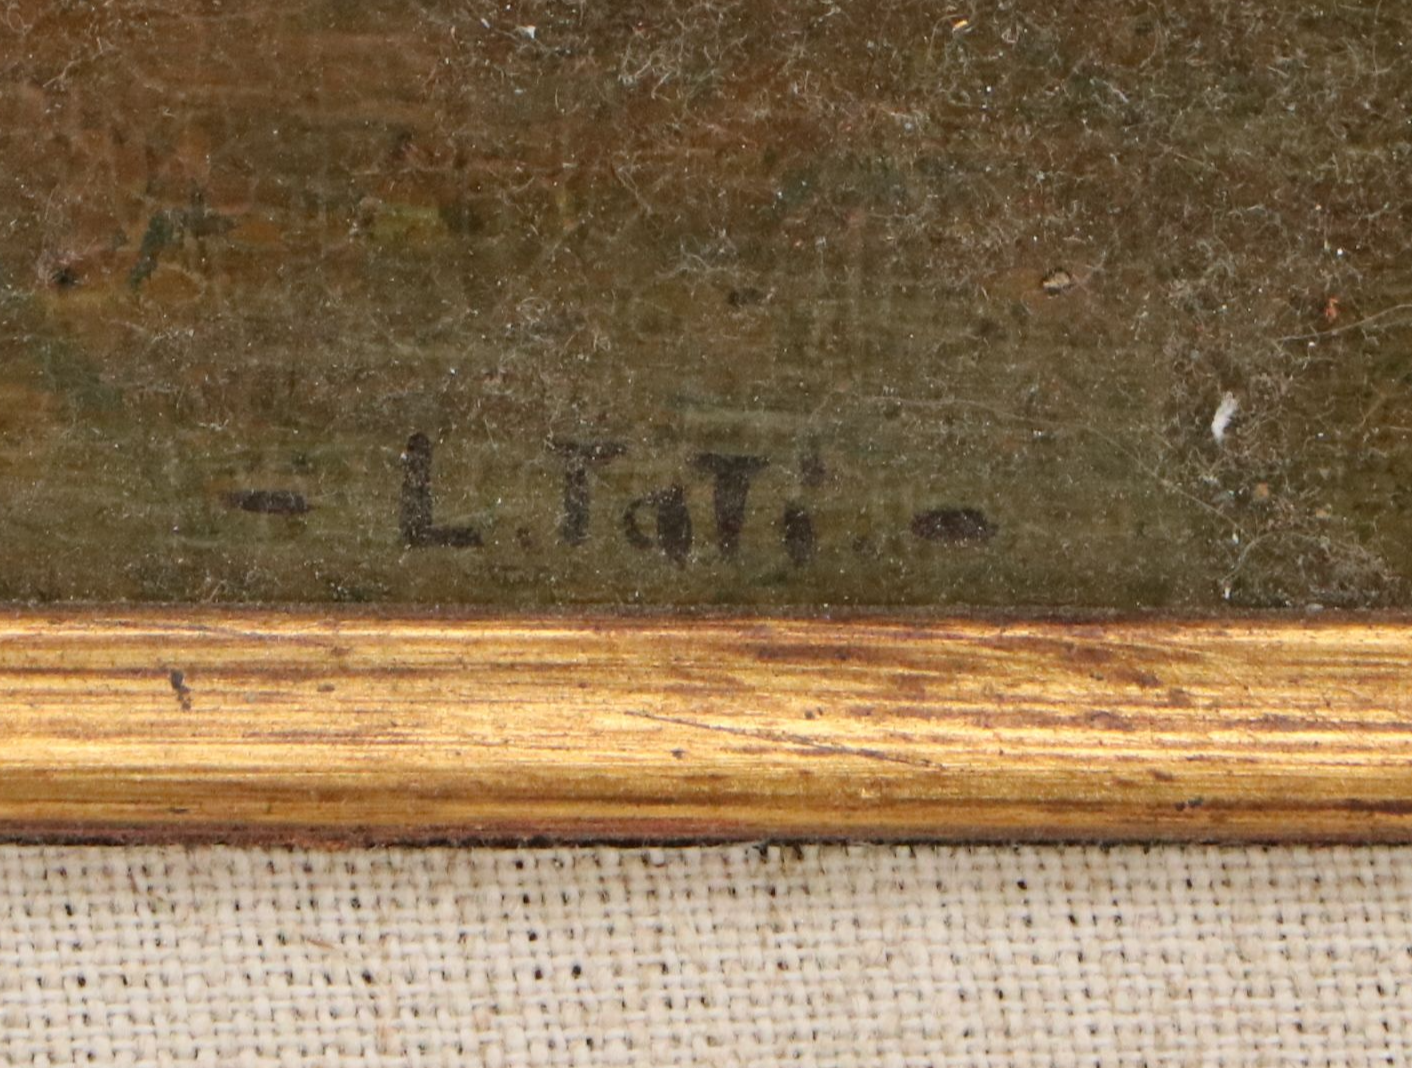 - L. TaTi. -